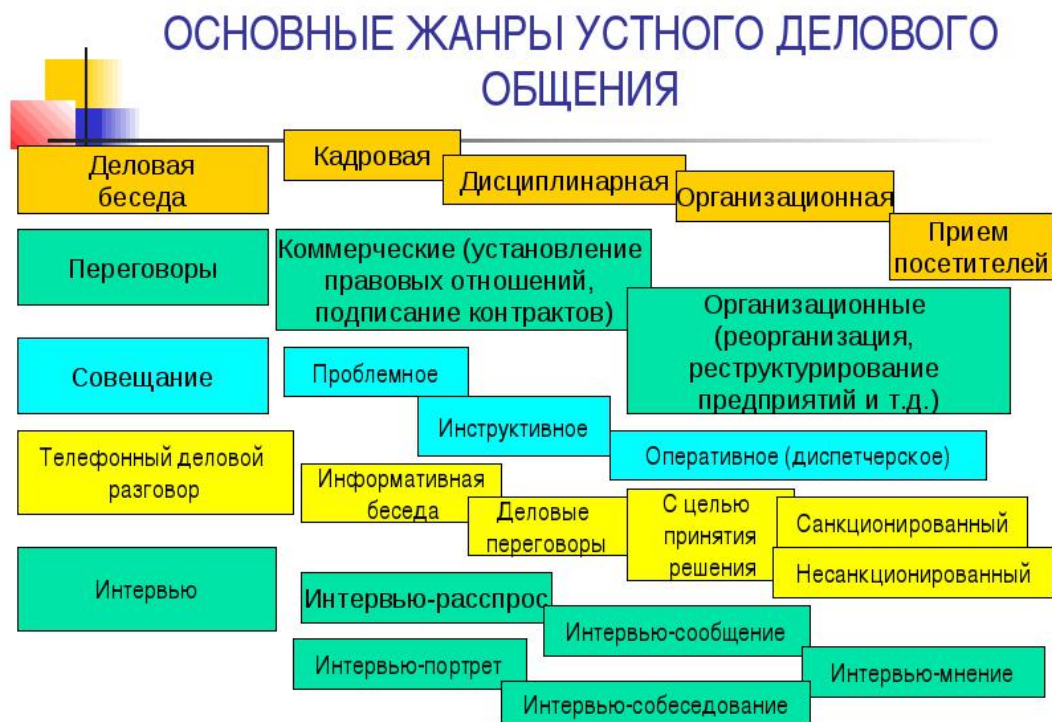 ОСНОВНЫЕ ЖАНРЫ УСТНОГО ДЕЛОВОГО
ОБЩЕНИЯ
Деловая
беседа
Кадровая
Дисциплинарная
Организационная
Прием
посетителей
Переговоры
Коммерческие (установление
правовых отношений,
подписание контрактов)
Организационные
(реорганизация,
реструктурирование
предприятий и т.д.)
Совещание
Проблемное
Инструктивное
Оперативное (диспетчерское)
Телефонный деловой
разговор
Информативная
беседа
Деловые
переговоры
С целью
принятия
решения
Санкционированный
Несанкционированный
Интервью
Интервью-расспрос
Интервью-сообщение
Интервью-портрет
Интервью-мнение
Интервью-собеседование